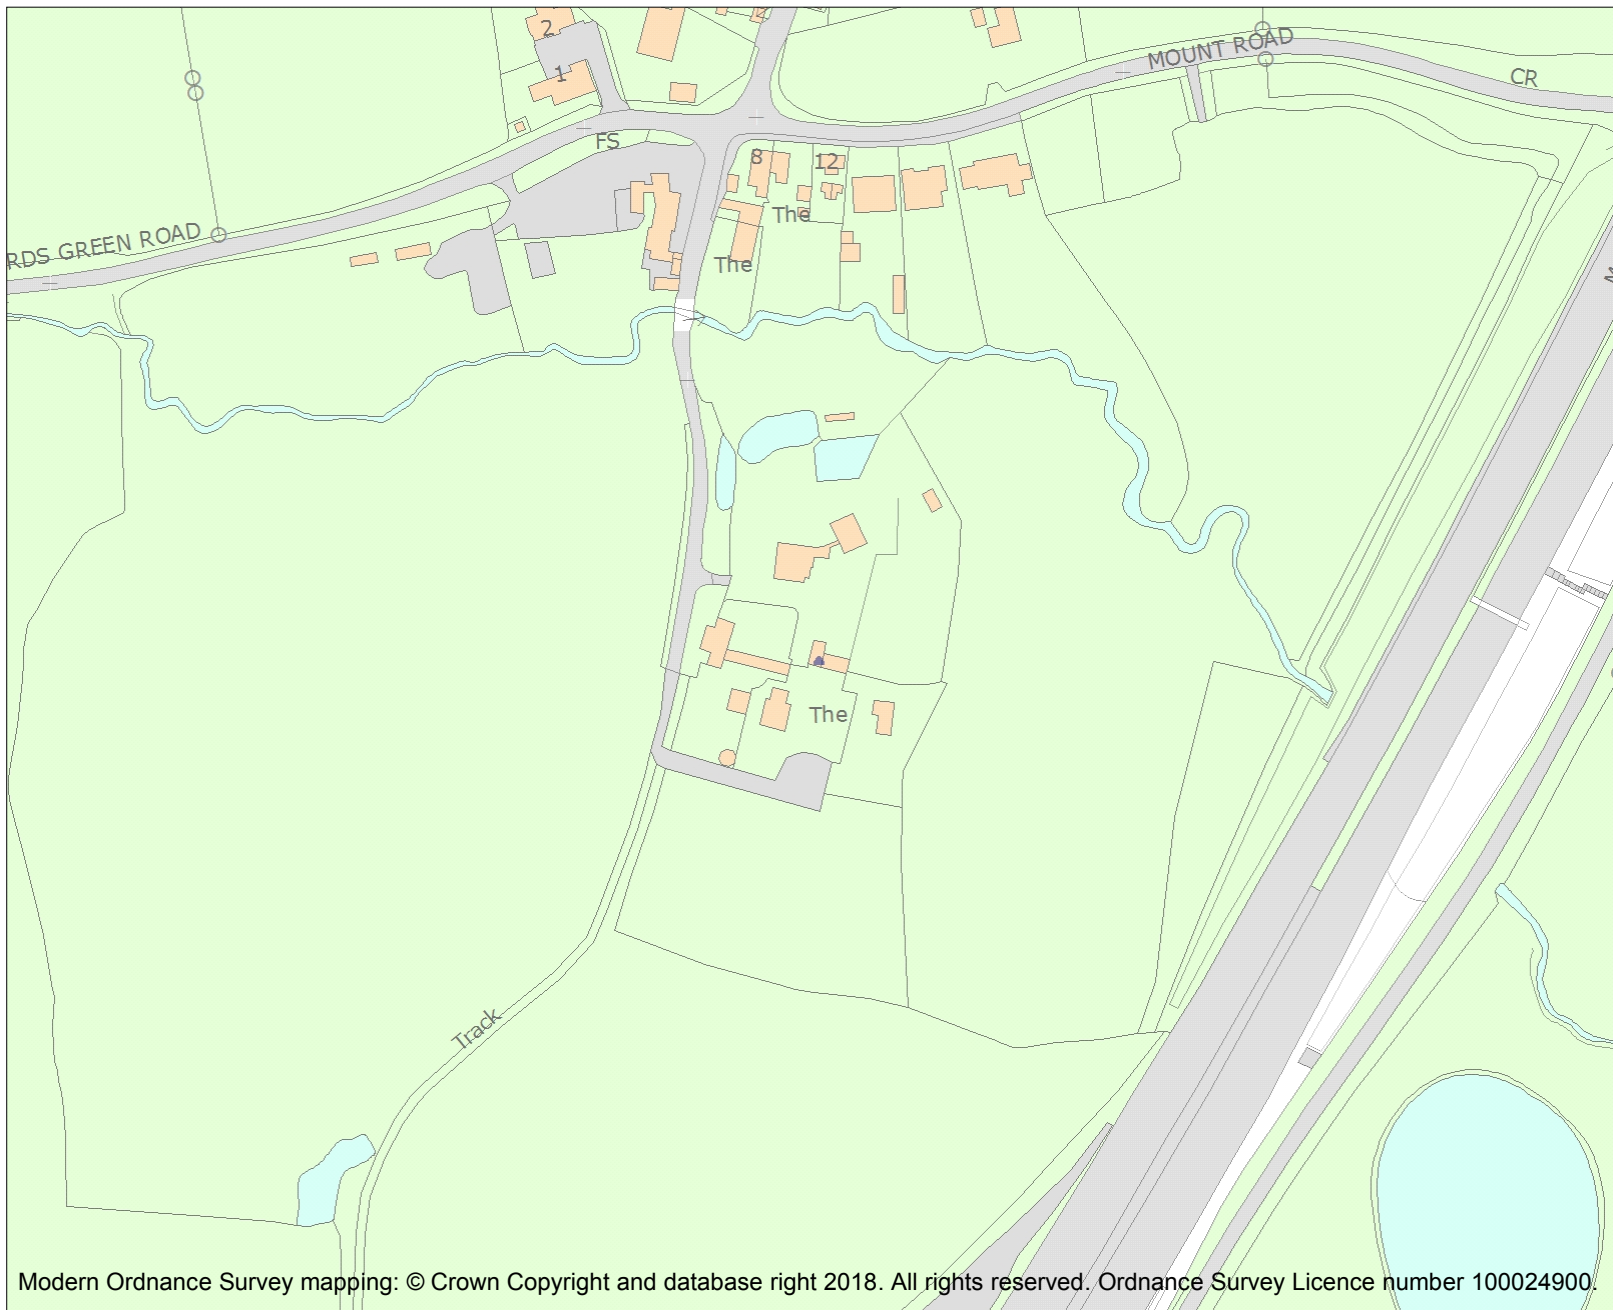 2
2
1
MOUNT ROAD
CR
FS
8
12
The
RDS GREEN ROAD
The
M
The
Track
Modern Ordnance Survey mapping: © Crown Copyright and database right 2018. All rights reserved. Ordnance Survey Licence number 100024900.